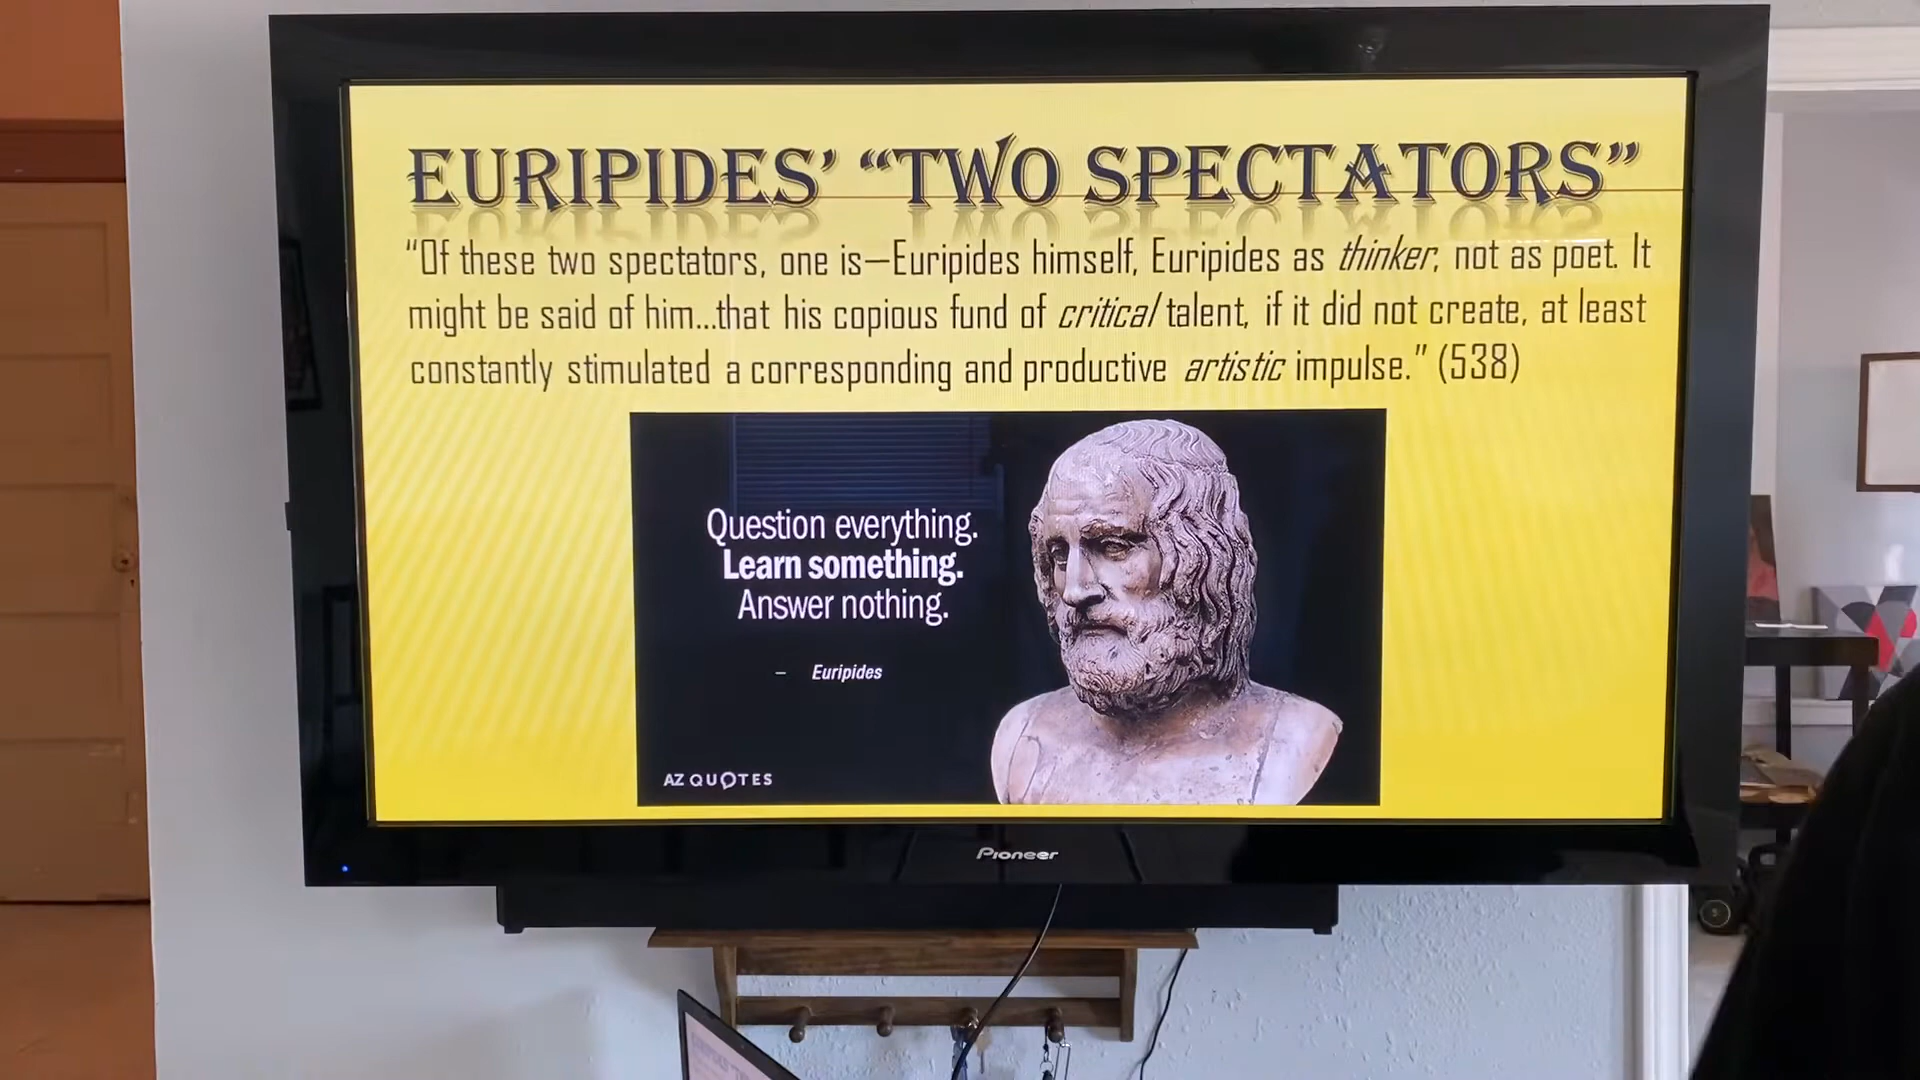 EURIPIDES’ “TWO SPECTATORS”
“Of these two spectators, one is—Euripides himself, Euripides as thinker, not as poet. It
might be said of him...that his copious fund of critical talent, if it did not create, at least
constantly stimulated a corresponding and productive artistic impulse.” (538)
Question everything.
Learn something.
Answer nothing.
– Euripides
AZ QUOTES
Pioneer